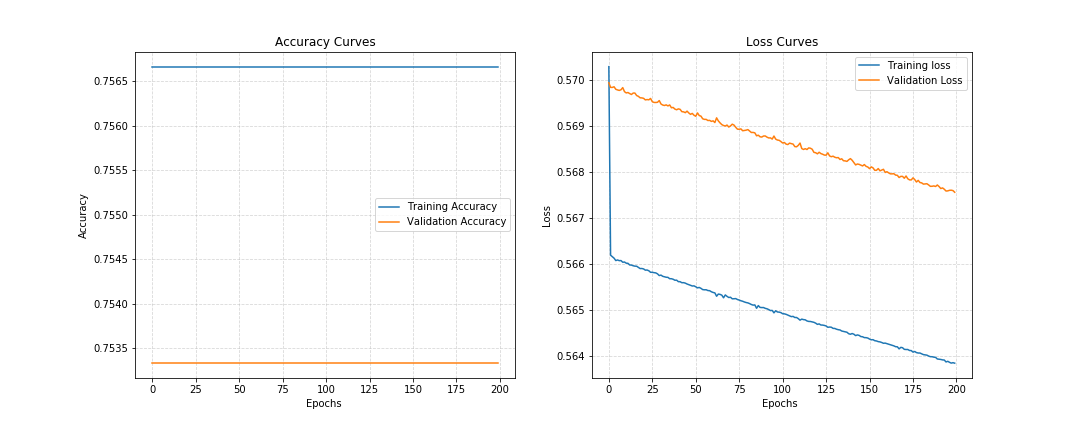 Accuracy Curves
0.7565
0.7560
0.7555
0.7550
0.7545
0.7540
0.7535
Accuracy
Training Accuracy
Validation Accuracy
0 25 50 75 100 125 150 175 200
Epochs
Loss Curves
0.570
0.569
0.568
0.567
0.566
0.565
0.564
Loss
Training loss
Validation Loss
0 25 50 75 100 125 150 175 200
Epochs